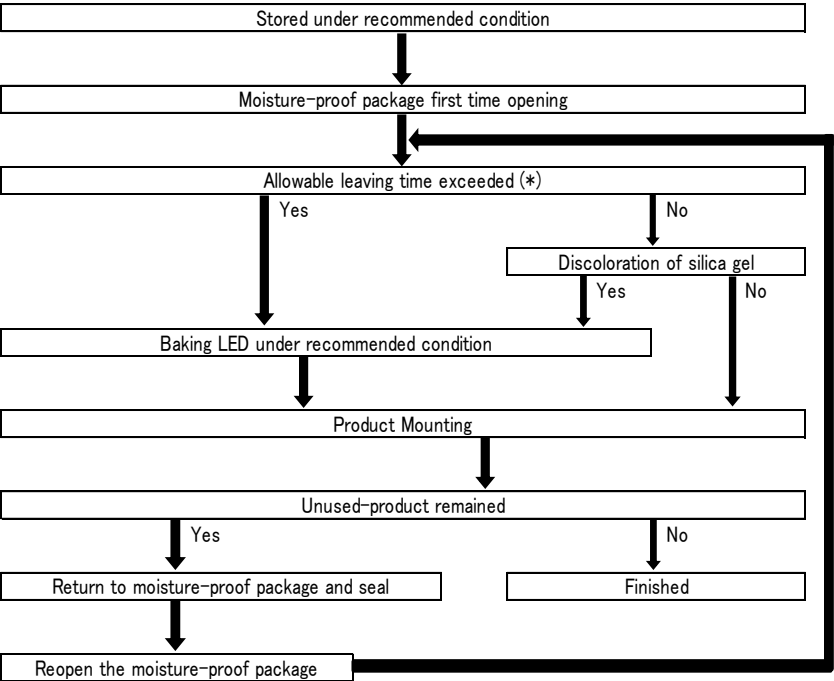 Stored under recommended condition
Moisture-proof package first time opening
Allowable leaving time exceeded (*)
Yes
No
Discoloration of silica gel
Yes
No
Baking LED under recommended condition
Product Mounting
Unused-product remained
Yes
No
Return to moisture-proof package and seal
Finished
Reopen the moisture-proof package